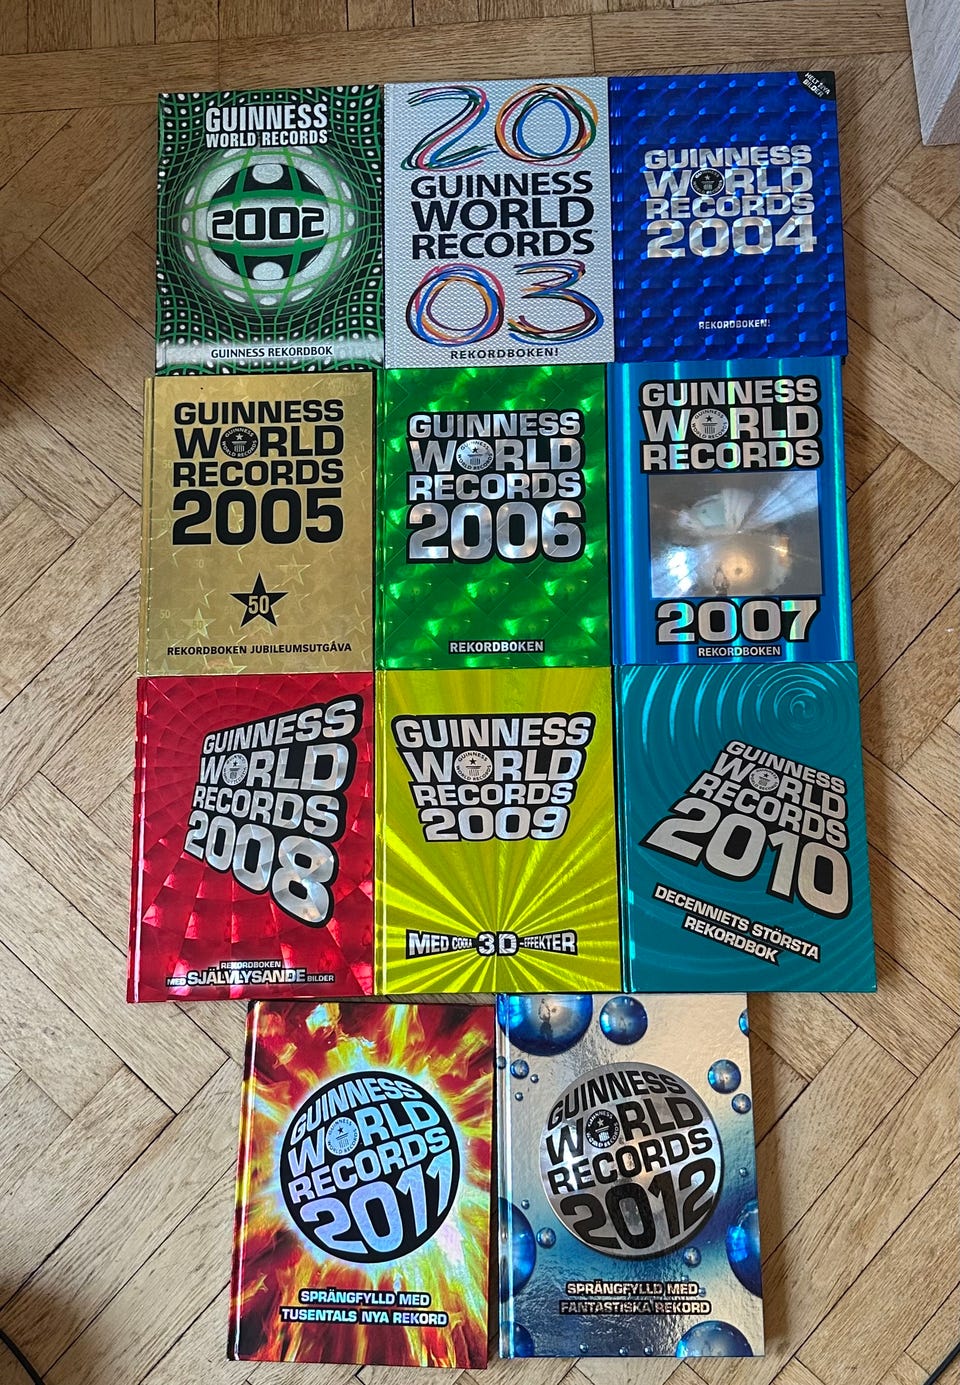 GUINNESS
WORLD RECORDS
2002
GUINNESS REKORDBOK
20
GUINNESS
WORLD
RECORDS
03
REKORDBOKEN!
HELT NYA
BILDER
GUINNESS
WORLD
RECORDS
2004
REKORDBOKEN!
GUINNESS
WORLD
RECORDS
2005
50
REKORDBOKEN JUBILEUMSUTGÅVA
GUINNESS
WORLD
RECORDS
2006
REKORDBOKEN
GUINNESS
WORLD
RECORDS
2007
REKORDBOKEN
GUINNESS
WORLD
RECORDS
2008
REKORDBOKEN
MED SJÄLVLYSANDE BILDER
GUINNESS
WORLD
RECORDS
2009
MED COOLA 3D-EFFEKTER
GUINNESS
WORLD
RECORDS
2010
DECENNIETS STÖRSTA
REKORDBOK
GUINNESS
WORLD
RECORDS
2011
SPRÄNGFYLLD MED
TUSENTALS NYA REKORD
GUINNESS
WORLD
RECORDS
2012
SPRÄNGFYLLD MED
FANTASTISKA REKORD